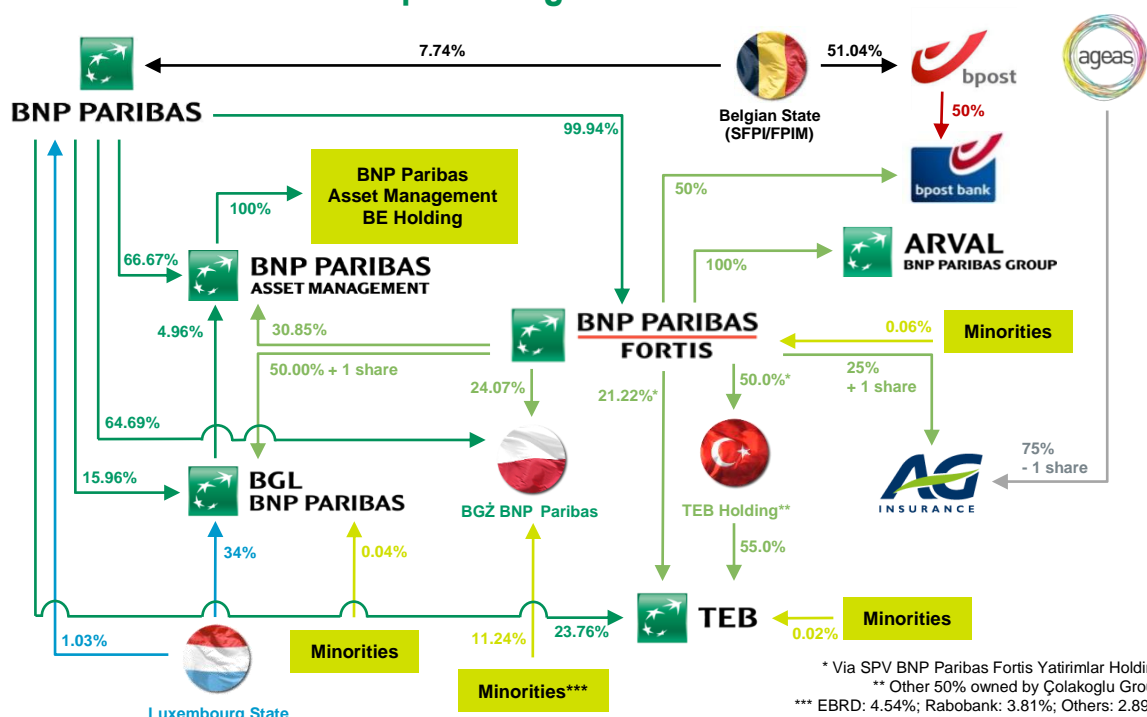 7.74%
51.04%
bpost
ageas
BNP PARIBAS
Belgian State
(SFPI/FPIM)
50%
99.94%
BNP Paribas
Asset Management
BE Holding
100%
50%
bpost bank
ARVAL
BNP PARIBAS GROUP
100%
66.67%
BNP PARIBAS
ASSET MANAGEMENT
4.96%
30.85%
BNP PARIBAS
FORTIS
0.06%
Minorities
50.00% + 1 share
24.07%
21.22%*
50.0%*
25%
+ 1 share
64.69%
75%
- 1 share
15.96%
BGL
BNP PARIBAS
BGŻ BNP Paribas
TEB Holding**
AG
INSURANCE
34%
0.04%
55.0%
1.03%
Minorities
11.24%
23.76%
TEB
0.02%
Minorities
Minorities***
Luxembourg State
* Via SPV BNP Paribas Fortis Yatirimlar Holdin
** Other 50% owned by Çolakoglu Grou
*** EBRD: 4.54%; Rabobank: 3.81%; Others: 2.89